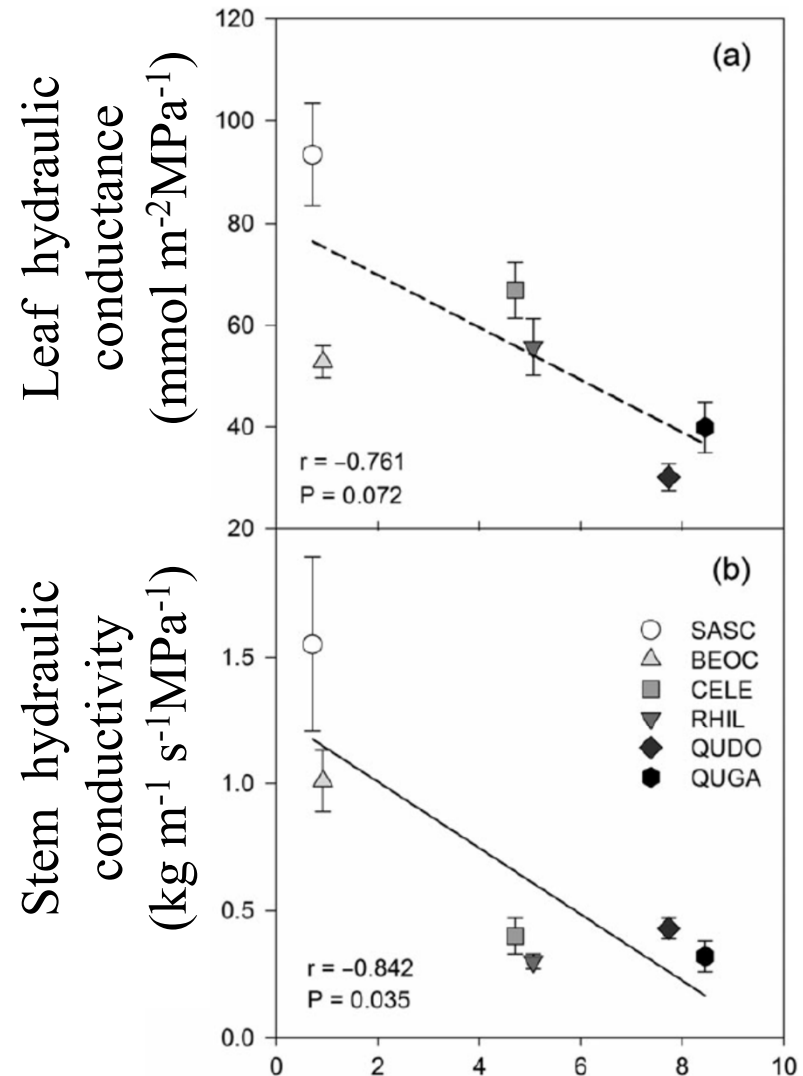 Leaf hydraulic
conductance
(mmol m-2MPa-1)
120
100
80
60
40
20
(a)
r = −0.761
P = 0.072
Stem hydraulic
conductivity
(kg m-1 s-1MPa-1)
1.5
1.0
0.5
0.0
(b)
SASC
BEOC
CELE
RHIL
QUDO
QUGA
r = −0.842
P = 0.035
0 2 4 6 8 10